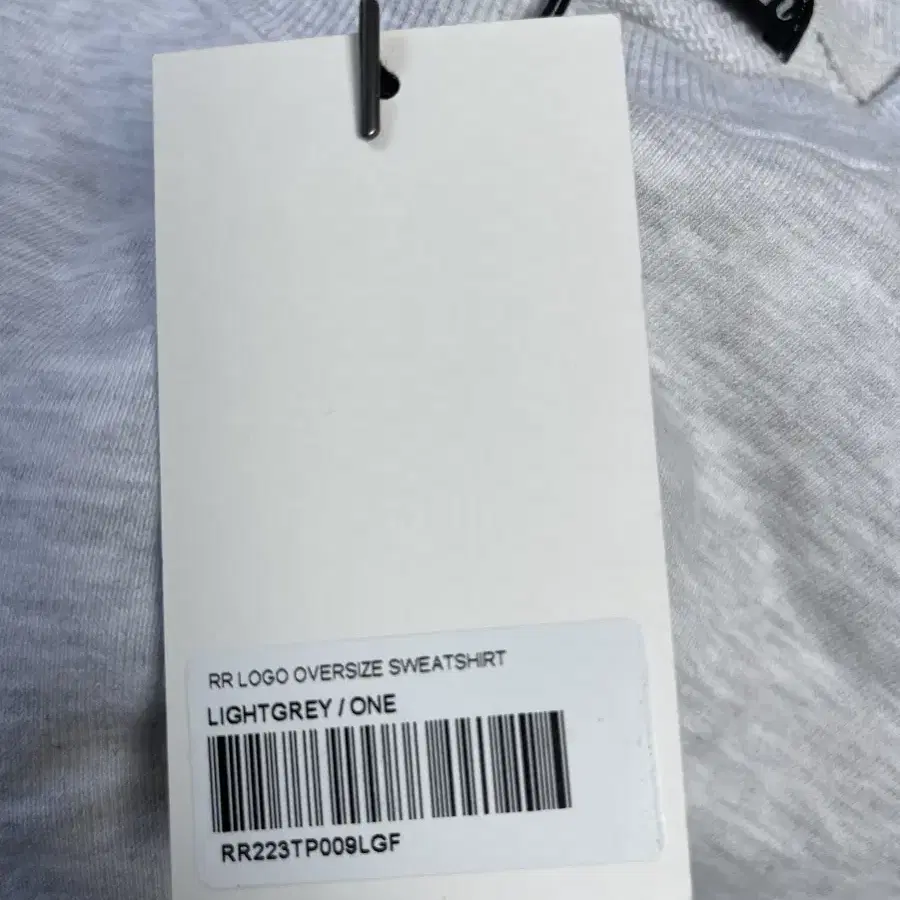 RR LOGO OVERSIZE SWEATSHIRT
LIGHTGREY / ONE
RR223TP009LGF